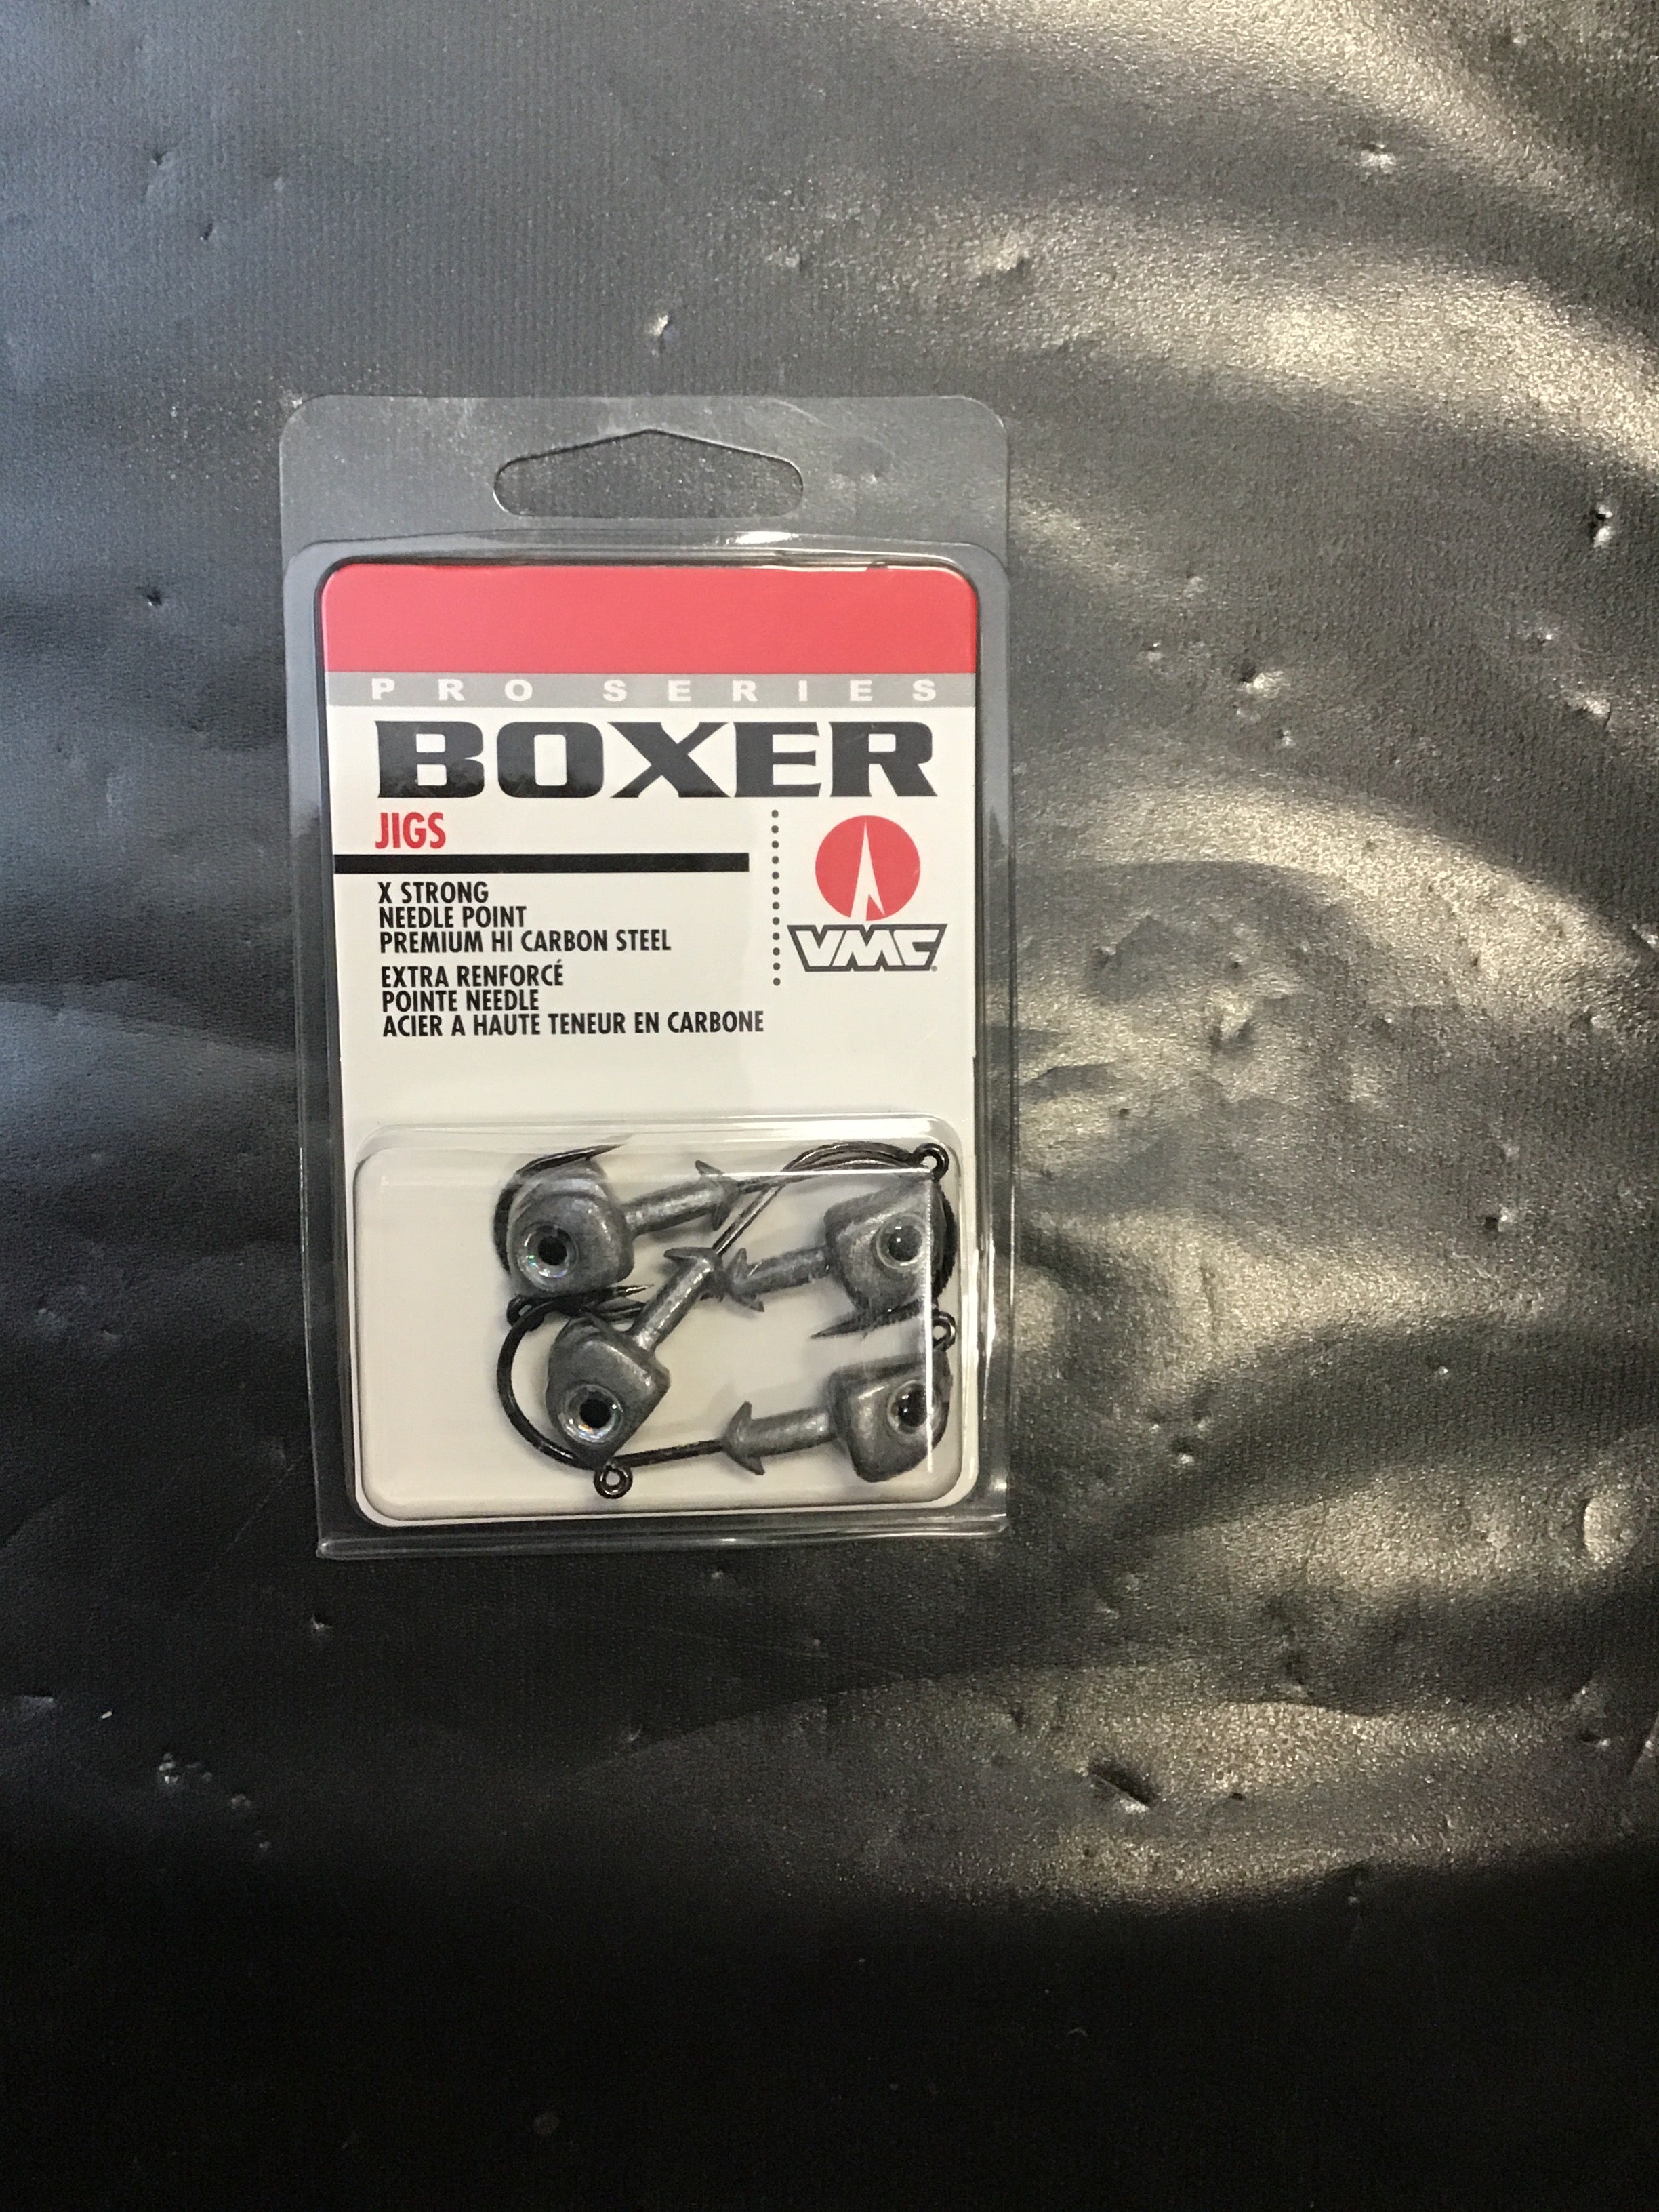 PRO SERIES
BOXER
JIGS
X STRONG
NEEDLE POINT
PREMIUM HI CARBON STEEL
EXTRA RENFORCÉ
POINTE NEEDLE
ACIER A HAUTE TENEUR EN CARBONE
VMC